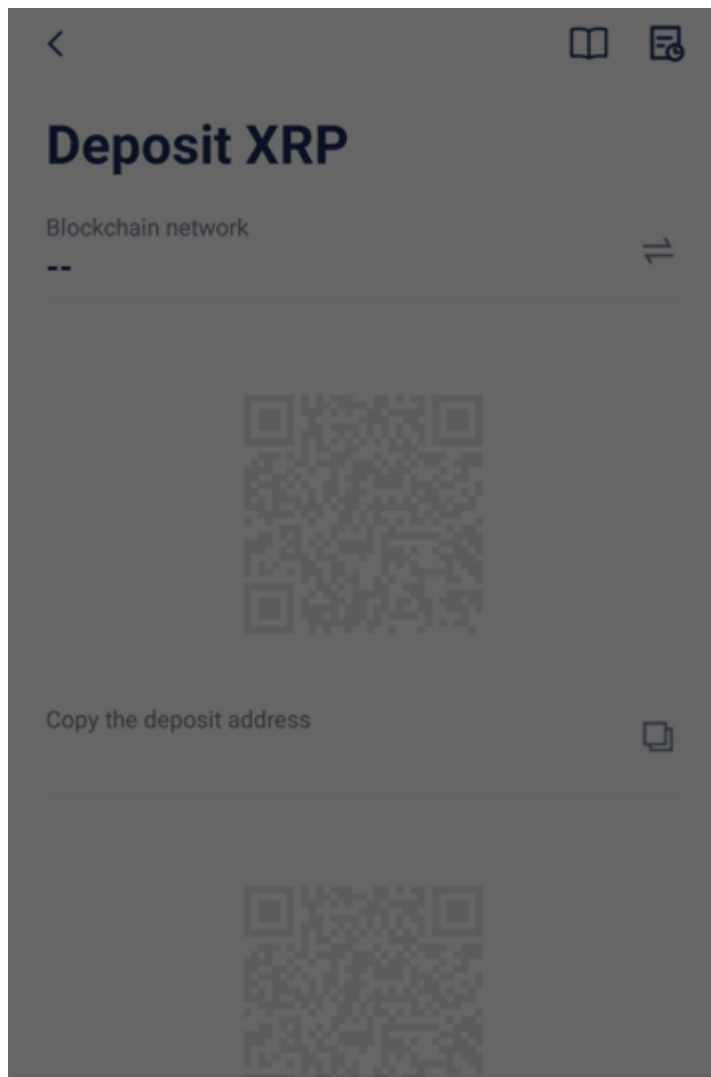 Deposit XRP
Blockchain network
--
Copy the deposit address